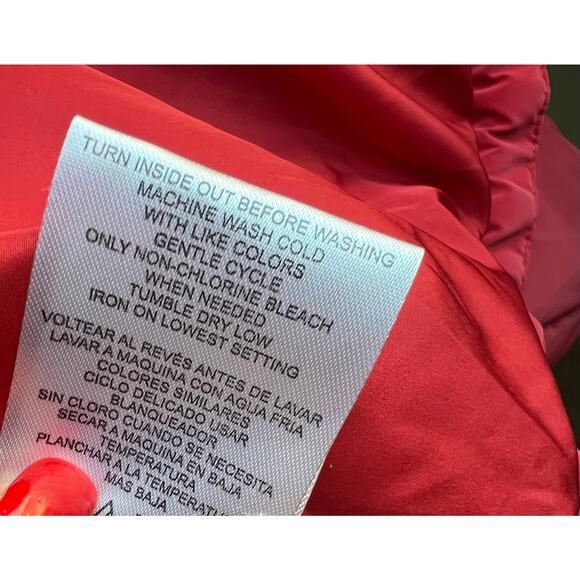 TURN INSIDE OUT BEFORE WASHING
MACHINE WASH COLD
WITH LIKE COLORS
GENTLE CYCLE
ONLY NON-CHLORINE BLEACH
WHEN NEEDED
TUMBLE DRY LOW
IRON ON LOWEST SETTING
VOLTEAR AL REVÉS ANTES DE LAVAR
LAVAR A MAQUINA CON AGUA FRIA
COLORES SIMILARES
CICLO DELICADO USAR
BLANQUEADOR
SIN CLORO CUANDO SE NECESITA
SECAR A MAQUINA EN BAJA
TEMPERATURA
PLANCHAR A LA TEMPERATURA
MAS BAJA